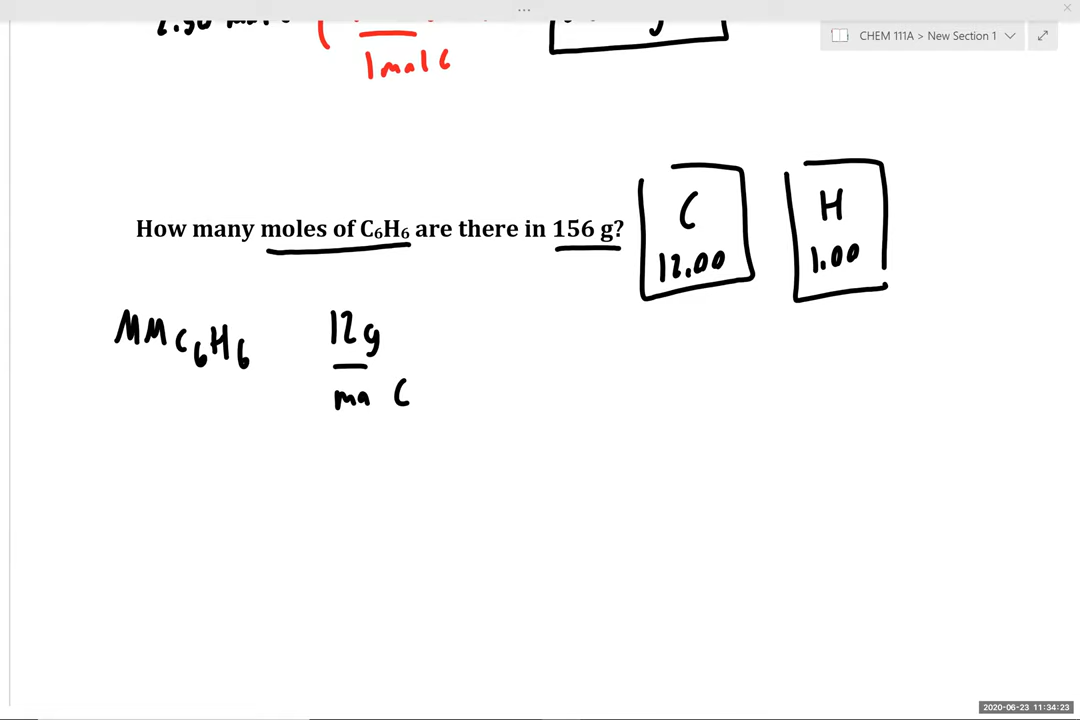 CHEM 111A > New Section 1
1 mol C
How many moles of C₆H₆ are there in 156 g?
C
12.00
H
1.00
MM C₆H₆
12g
mo C
2020-06-23 11:34:23